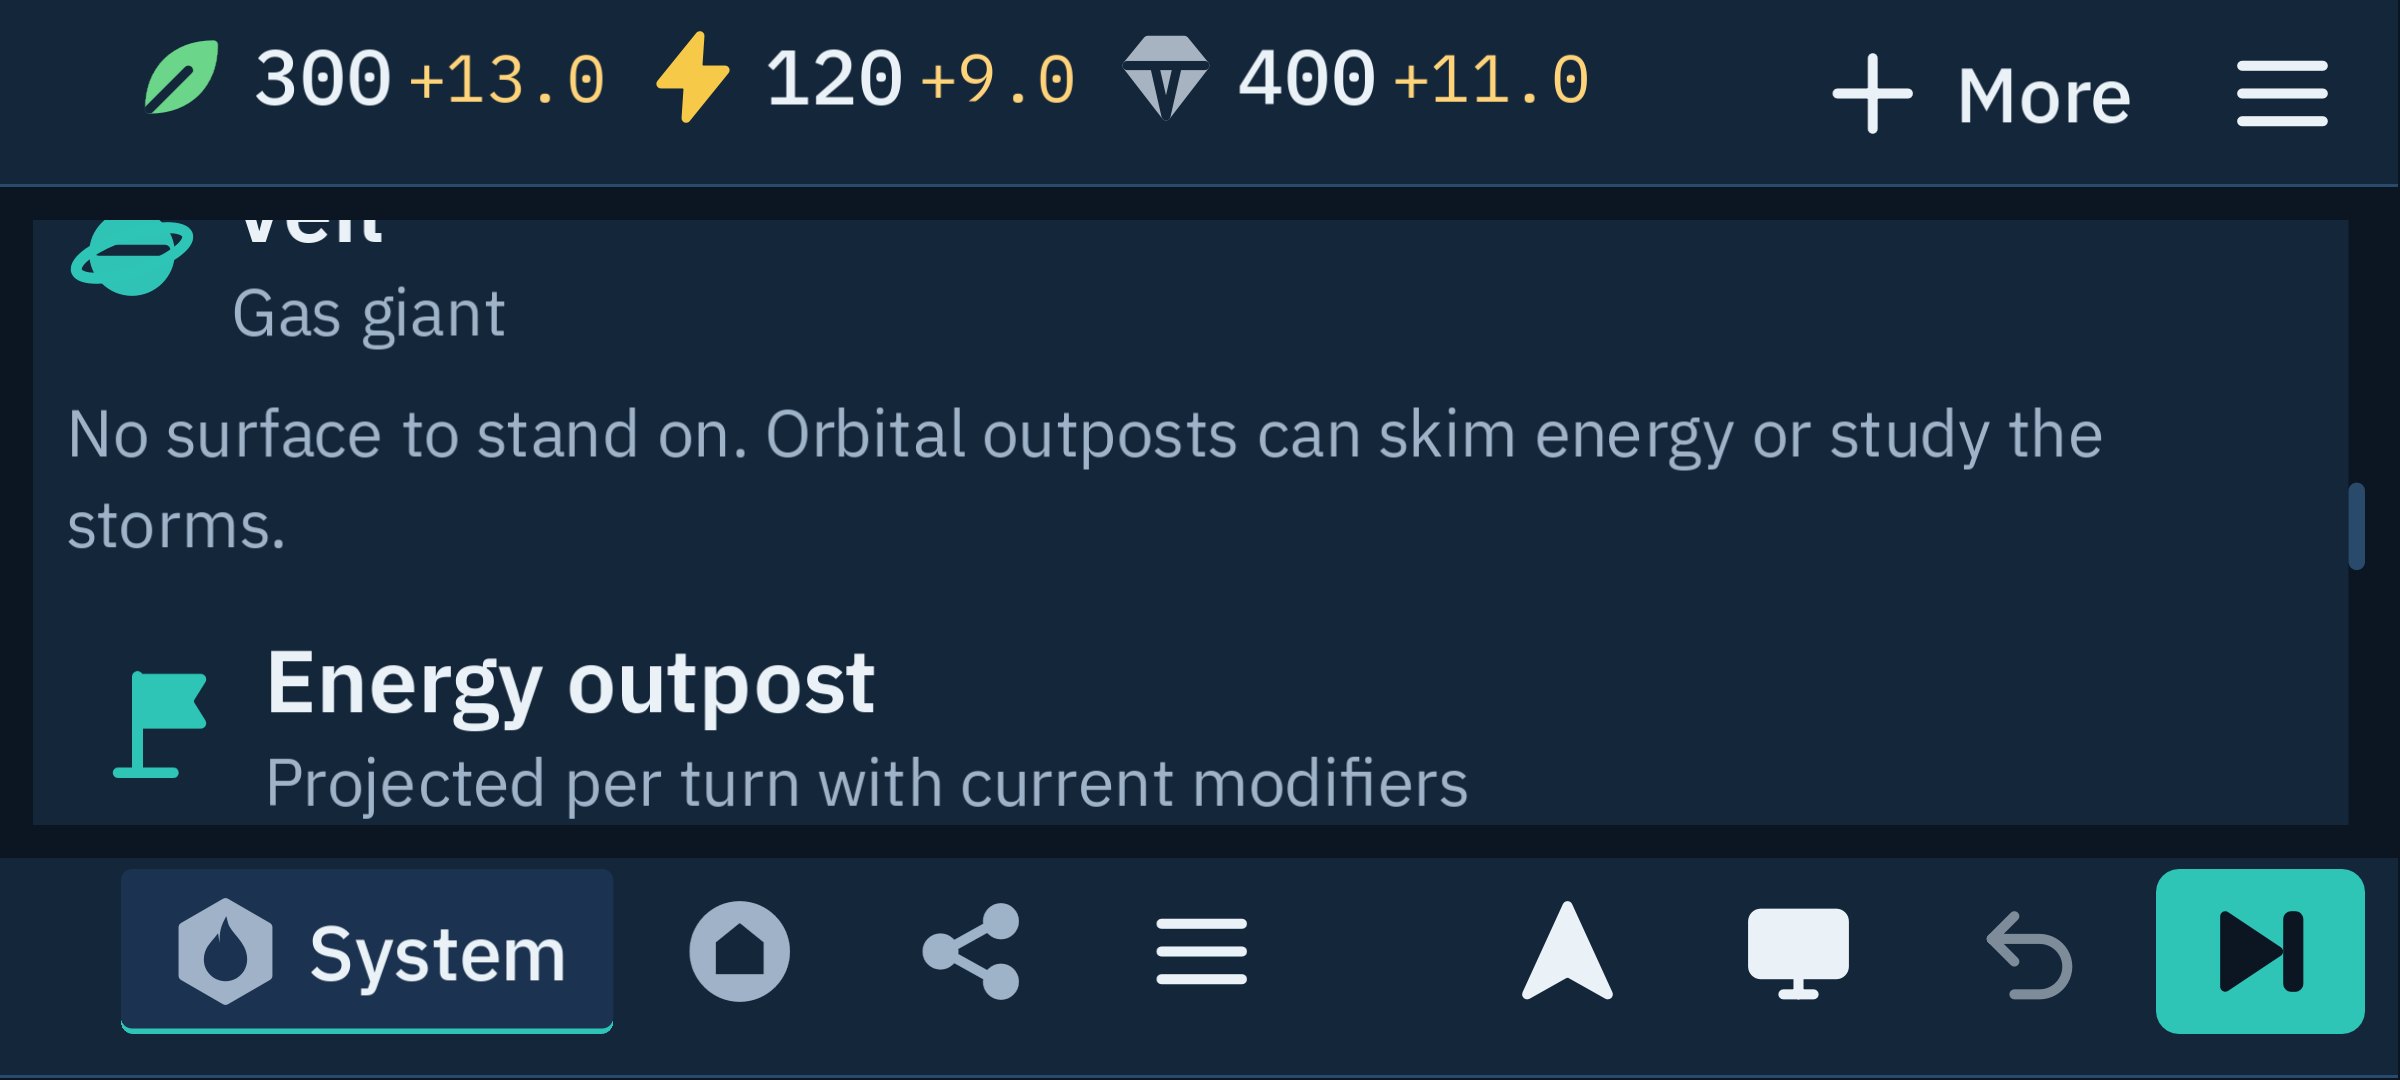 300 +13.0 120 +9.0 400 +11.0 More
Gas giant
No surface to stand on. Orbital outposts can skim energy or study the
storms.
Energy outpost
Projected per turn with current modifiers
System